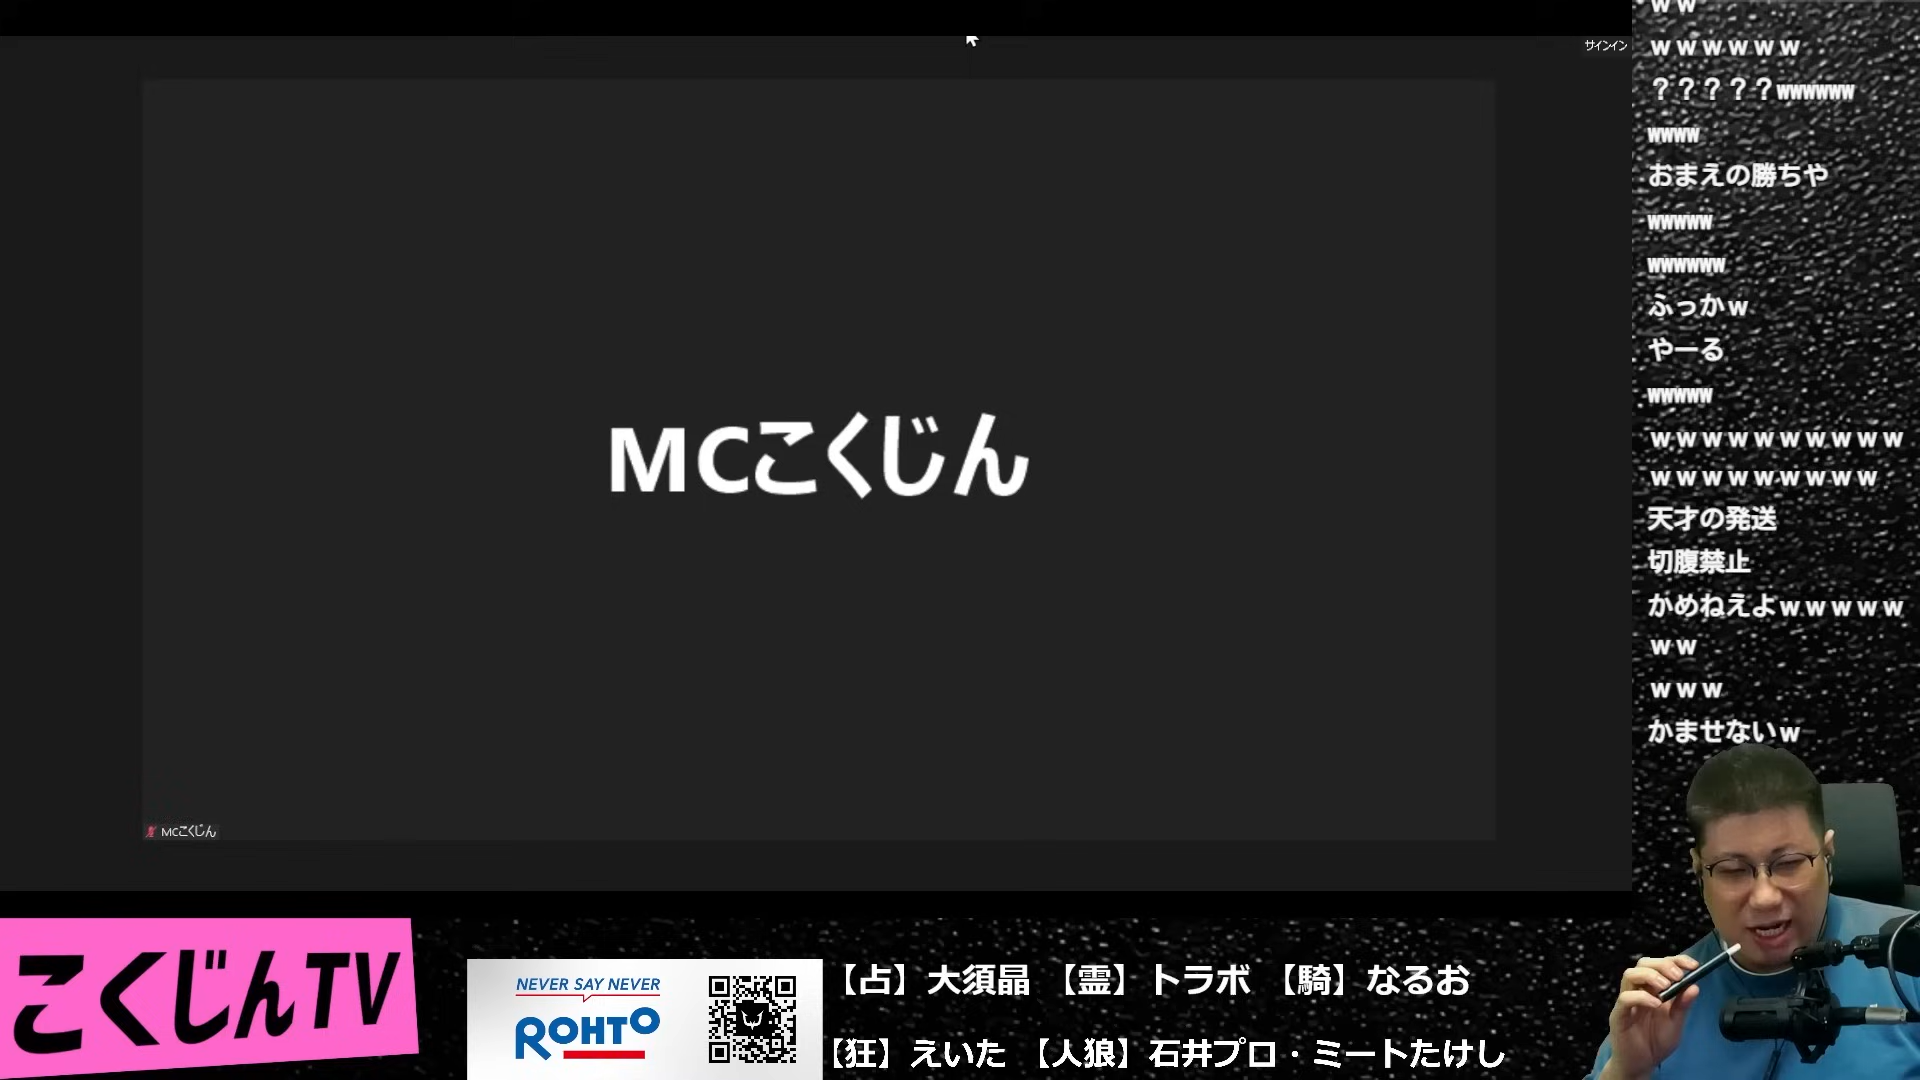 サインイン
MCこくじん
MCこくじん
ｗｗ
ｗｗｗｗｗｗ
？？？？？wwwwww
wwww
おまえの勝ちや
wwwww
wwwwww
ふっかｗ
やーる
wwwww
ｗｗｗｗｗｗｗｗｗｗ
ｗｗｗｗｗｗｗｗｗ
天才の発送
切腹禁止
かめねえよｗｗｗｗｗ
ｗｗ
ｗｗｗ
かませないｗ
こくじんTV
NEVER SAY NEVER
ROHTO
【占】大須晶 【霊】トラボ 【騎】なるお
【狂】えいた 【人狼】石井プロ・ミートたけし